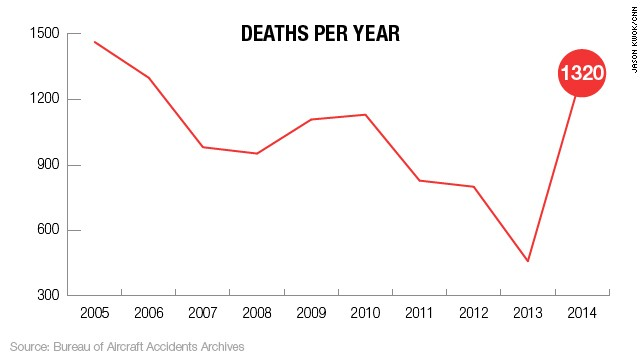 DEATHS PER YEAR
JASON KWOK/CNN
1500
1200
900
600
300
1320
2005 2006 2007 2008 2009 2010 2011 2012 2013 2014
Source: Bureau of Aircraft Accidents Archives